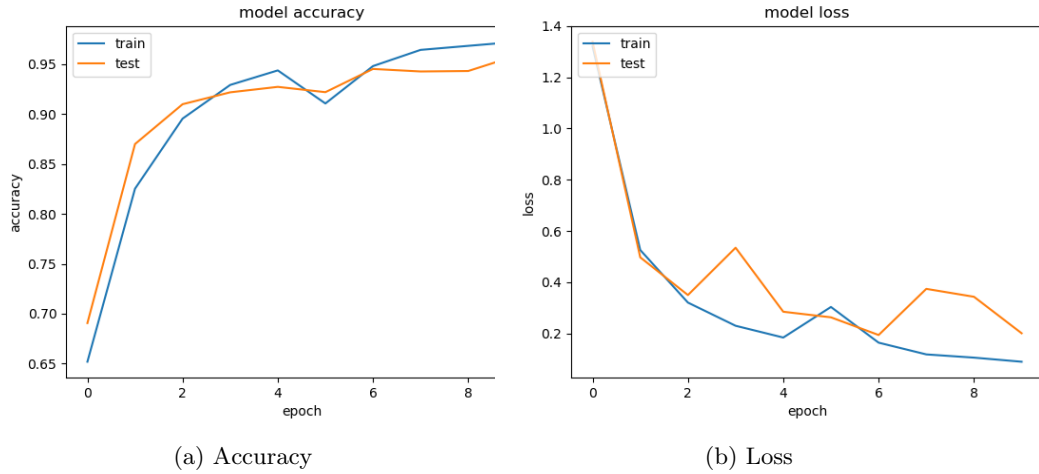 model accuracy
train
test
0.95
0.90
0.85
0.80
0.75
0.70
0.65
accuracy
0 2 4 6 8
epoch
(a) Accuracy
model loss
train
test
1.4
1.2
1.0
0.8
0.6
0.4
0.2
loss
0 2 4 6 8
epoch
(b) Loss